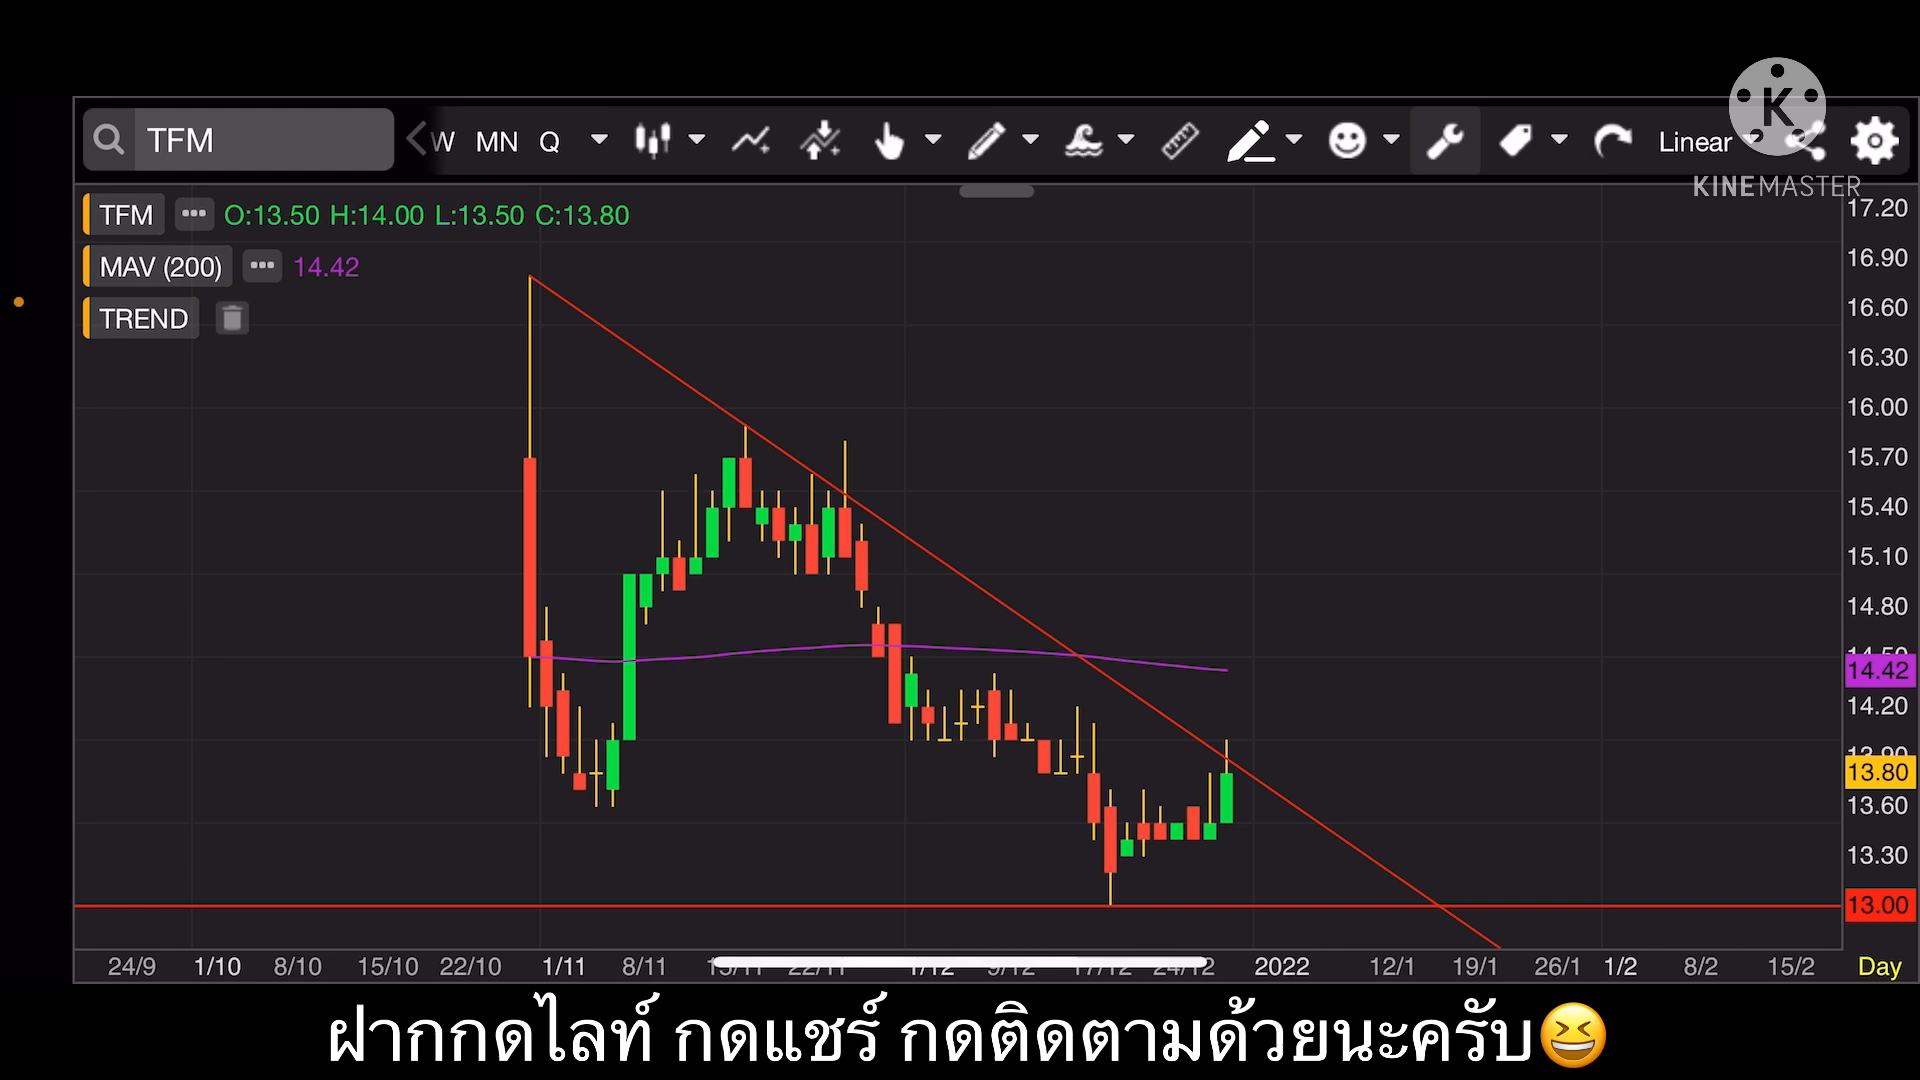 TFM W MN Q Linear
KINEMASTER
TFM O:13.50 H:14.00 L:13.50 C:13.80
MAV (200) 14.42
TREND
17.20
16.90
16.60
16.30
16.00
15.70
15.40
15.10
14.80
14.42
14.20
13.80
13.60
13.30
13.00
24/9 1/10 8/10 15/10 22/10 1/11 8/11 2022 12/1 19/1 26/1 1/2 8/2 15/2 Day
ฝากกดไลท์ กดแชร์ กดติดตามด้วยนะครับ😆